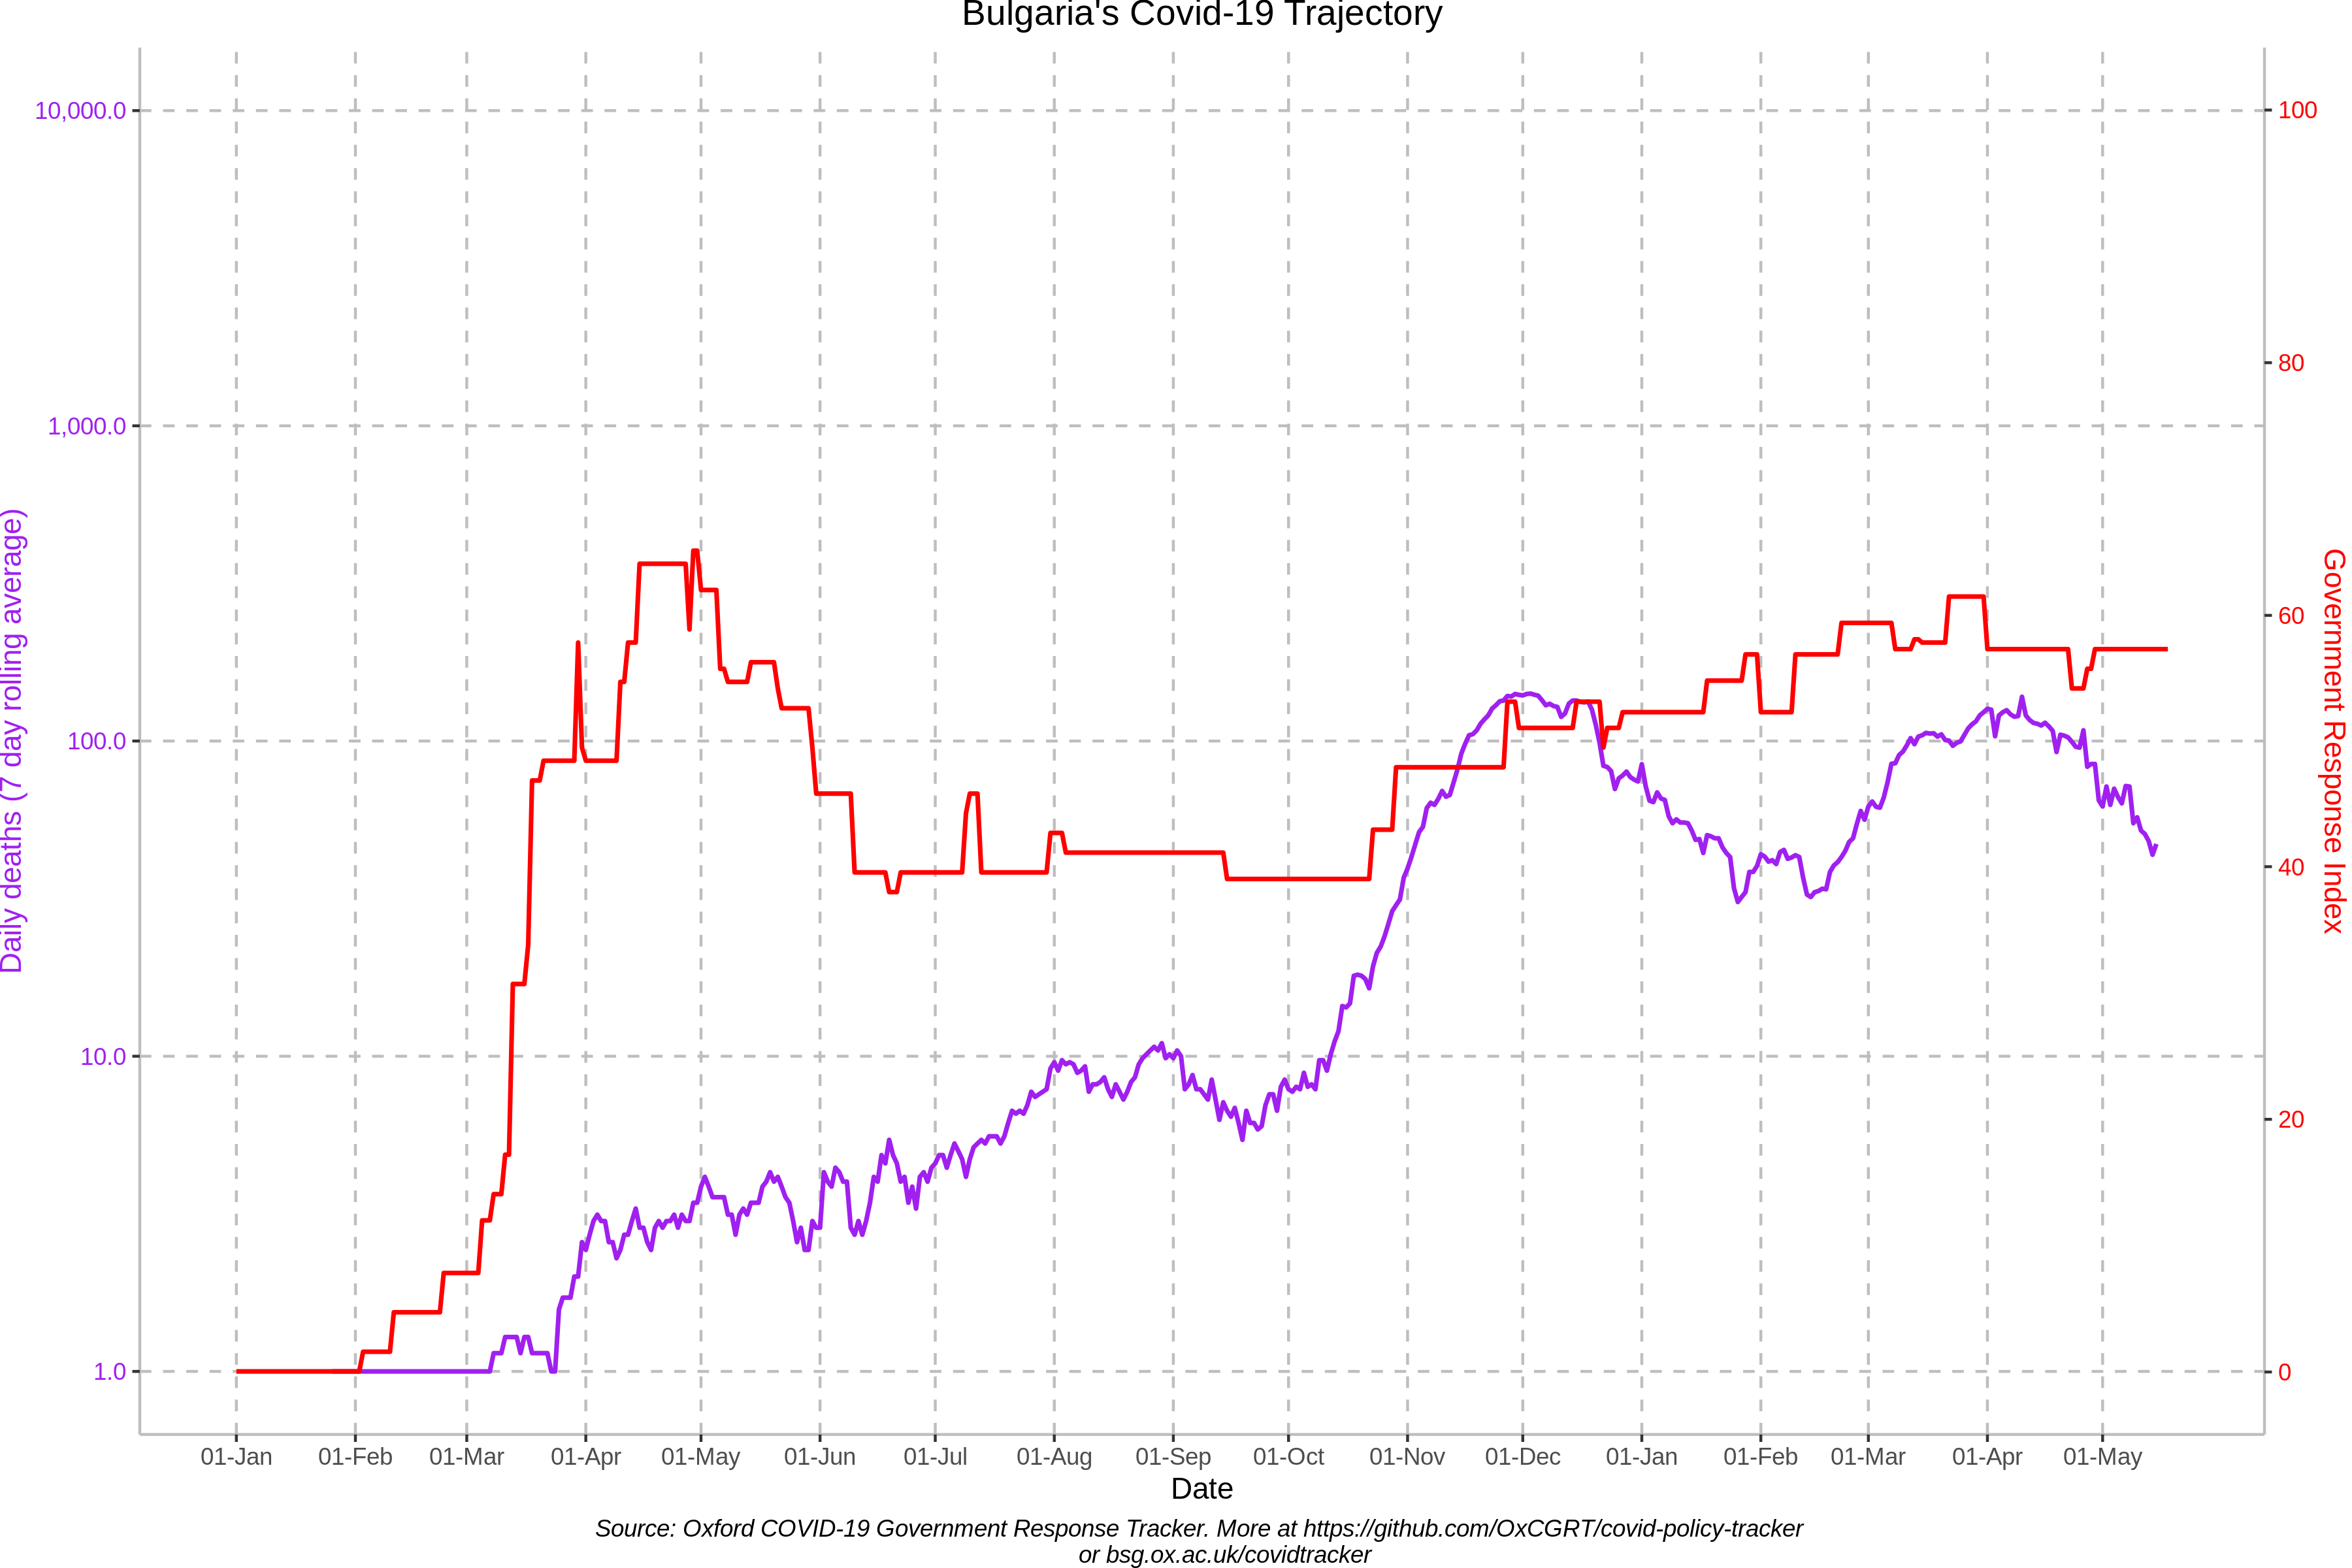 Bulgaria's Covid-19 Trajectory
10,000.0
1,000.0
100.0
10.0
1.0
Daily deaths (7 day rolling average)
100
80
60
40
20
0
Government Response Index
01-Jan 01-Feb 01-Mar 01-Apr 01-May 01-Jun 01-Jul 01-Aug 01-Sep 01-Oct 01-Nov 01-Dec 01-Jan 01-Feb 01-Mar 01-Apr 01-May
Date
Source: Oxford COVID-19 Government Response Tracker. More at https://github.com/OxCGRT/covid-policy-tracker
or bsg.ox.ac.uk/covidtracker